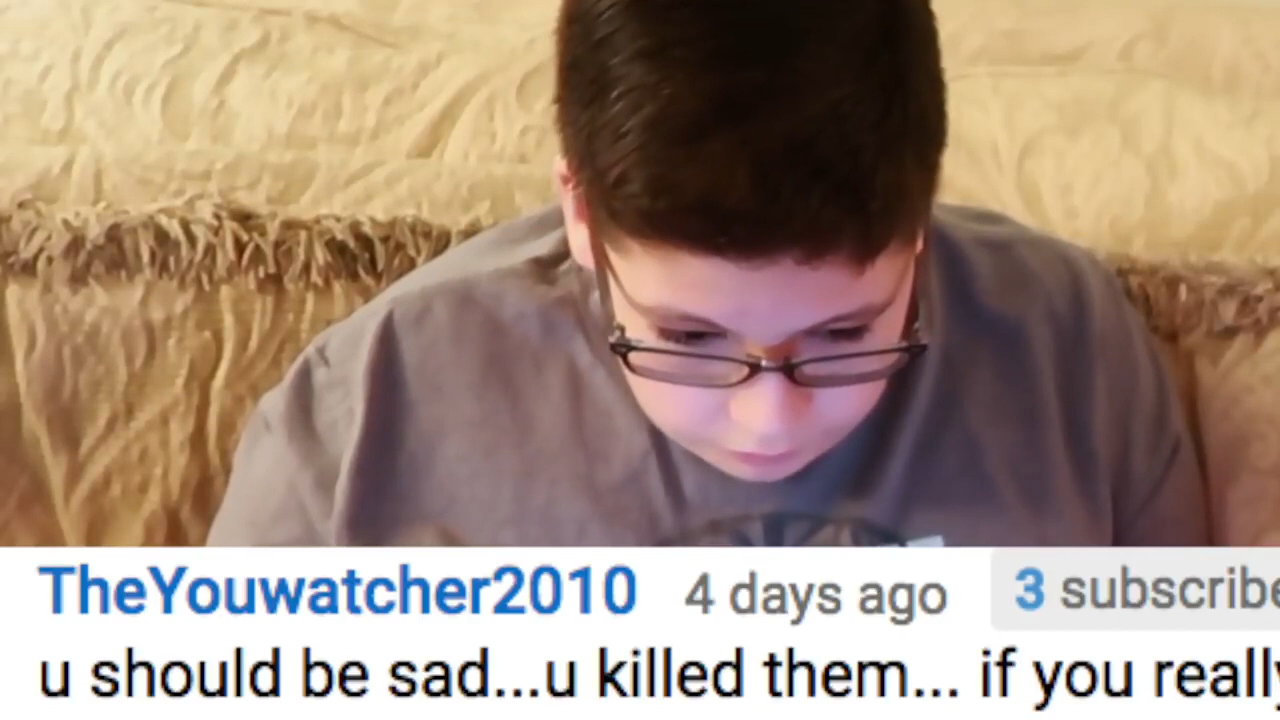 TheYouwatcher2010 4 days ago 3 subscribe
u should be sad...u killed them... if you really